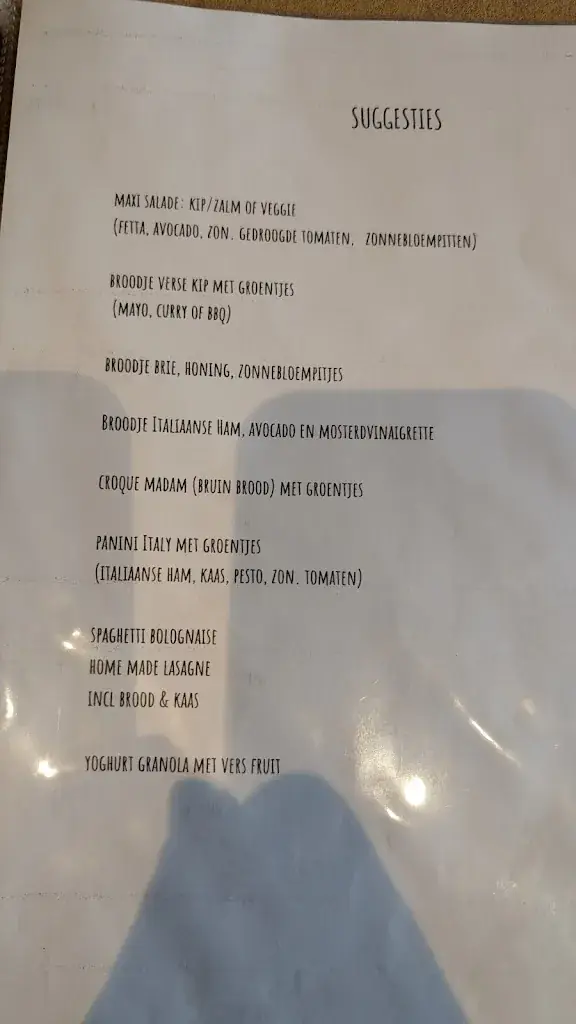 SUGGESTIES
MAXI SALADE: KIP/ZALM OF VEGGIE
(FETTA, AVOCADO, ZON. GEDROOGDE TOMATEN, ZONNEBLOEMPITTEN)
BROODJE VERSE KIP MET GROENTJES
(MAYO, CURRY OF BBQ)
BROODJE BRIE, HONING, ZONNEBLOEMPITJES
BROODJE ITALIAANSE HAM, AVOCADO EN MOSTERDVINAIGRETTE
CROQUE MADAM (BRUIN BROOD) MET GROENTJES
PANINI ITALY MET GROENTJES
(ITALIAANSE HAM, KAAS, PESTO, ZON. TOMATEN)
SPAGHETTI BOLOGNAISE
HOME MADE LASAGNE
INCL BROOD & KAAS
YOGHURT GRANOLA MET VERS FRUIT